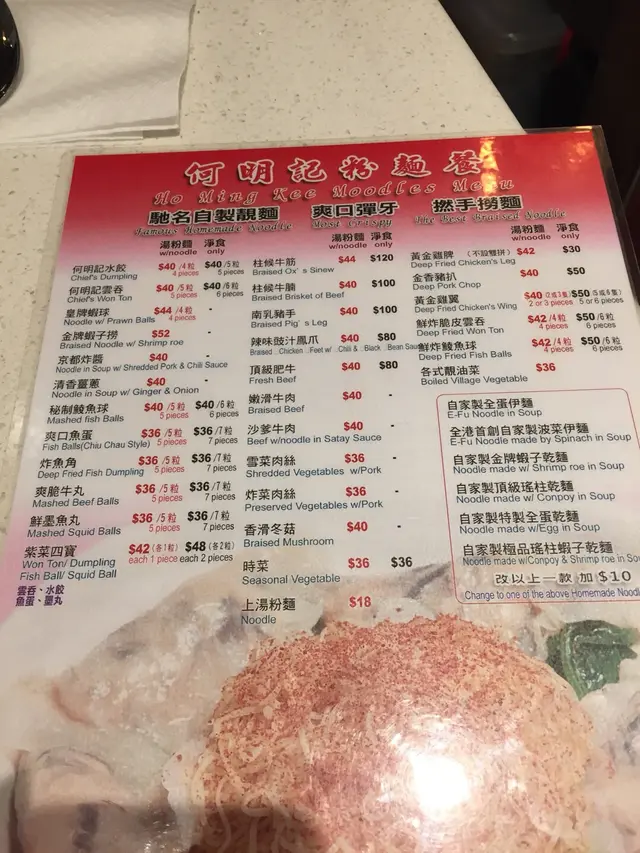 何明記粉麵餐
Ho Ming Kee Noodles Menu
馳名自製靚麵
Famous Homemade Noodle
湯粉麵 淨食
w/noodle only
何明記水餃 $40/4粒 $40/5粒
Chief's Dumpling 4 pieces 5 pieces
何明記雲吞 $40/5粒 $40/6粒
Chief's Won Ton 5 pieces 6 pieces
皇牌蝦球 $44/4粒 -
Noodle w/ Prawn Balls 4 pieces
金牌蝦子撈 $52
Braised Noodle w/ Shrimp roe
京都炸醬 $40 -
Noodle in Soup w/ Shredded Pork & Chili Sauce
清香薑蔥 $40 -
Noodle in Soup w/ Ginger & Onion
秘制鯪魚球 $40/5粒 $40/6粒
Mashed fish Balls 5 pieces 6 pieces
爽口魚蛋 $36/5粒 $36/7粒
Fish Balls(Chiu Chau Style) 5 pieces 7 pieces
炸魚角 $36/5粒 $36/7粒
Deep Fried Fish Dumpling 5 pieces 7 pieces
爽脆牛丸 $36/5粒 $36/7粒
Mashed Beef Balls 5 pieces 7 pieces
鮮墨魚丸 $36/5粒 $36/7粒
Mashed Squid Balls 5 pieces 7 pieces
紫菜四寶 $42(各1粒) $48(各2粒)
Won Ton/ Dumpling each 1 piece each 2 pieces
Fish Ball/ Squid Ball
雲吞、水餃
魚蛋、墨丸
爽口彈牙
Most Crispy
湯粉麵 淨食
w/noodle only
柱候牛筋 $44 $120
Braised Ox's Sinew
柱候牛腩 $40 $100
Braised Brisket of Beef
南乳豬手 $40 $100
Braised Pig's Leg
辣味豉汁鳳爪 $40 $80
Braised Chicken Feet w/ Chili & Black Bean Sauce
頂級肥牛 $40 $80
Fresh Beef
嫩滑牛肉 $40 -
Braised Beef
沙爹牛肉 $40 -
Beef w/noodle in Satay Sauce
雪菜肉絲 $36 -
Shredded Vegetables w/Pork
炸菜肉絲 $36 -
Preserved Vegetables w/Pork
香滑冬菇 $40 -
Braised Mushroom
時菜 $36 $36
Seasonal Vegetable
上湯粉麵 $18
Noodle
撚手撈麵
The Best Braised Noodle
湯粉麵 淨食
w/noodle only
黃金雞脾 (不設雙拼) $42 $30
Deep Fried Chicken's Leg
金香豬扒 $40 $50
Deep Pork Chop
黃金雞翼 $40(2或3隻) $50(5或6隻)
Deep Fried Chicken's Wing 2 or 3 pieces 5 or 6 pieces
鮮炸脆皮雲吞 $42/4粒 $50/6粒
Deep Fried Won Ton 4 pieces 6 pieces
鮮炸鯪魚球 $42/4粒 $50/6粒
Deep Fried Fish Balls 5 pieces 6 pieces
各式靚蔬 $36
Boiled Village Vegetable
自家製全蛋伊麵
E-Fu Noodle in Soup
全港首創自家製菠菜伊麵
Noodle made by Spinach in Soup
自家製金牌蝦子乾麵
Noodle made w/ Shrimp roe in Soup
自家製頂級瑤柱乾麵
Noodle made w/ Conpoy in Soup
自家製特製全蛋乾麵
Noodle made w/Egg in Soup
自家製極品瑤柱蝦子乾麵
Noodle made w/Conpoy & Shrimp roe in Sou
改以上一款 加 $10
Change to one of the above Homemade Noodl